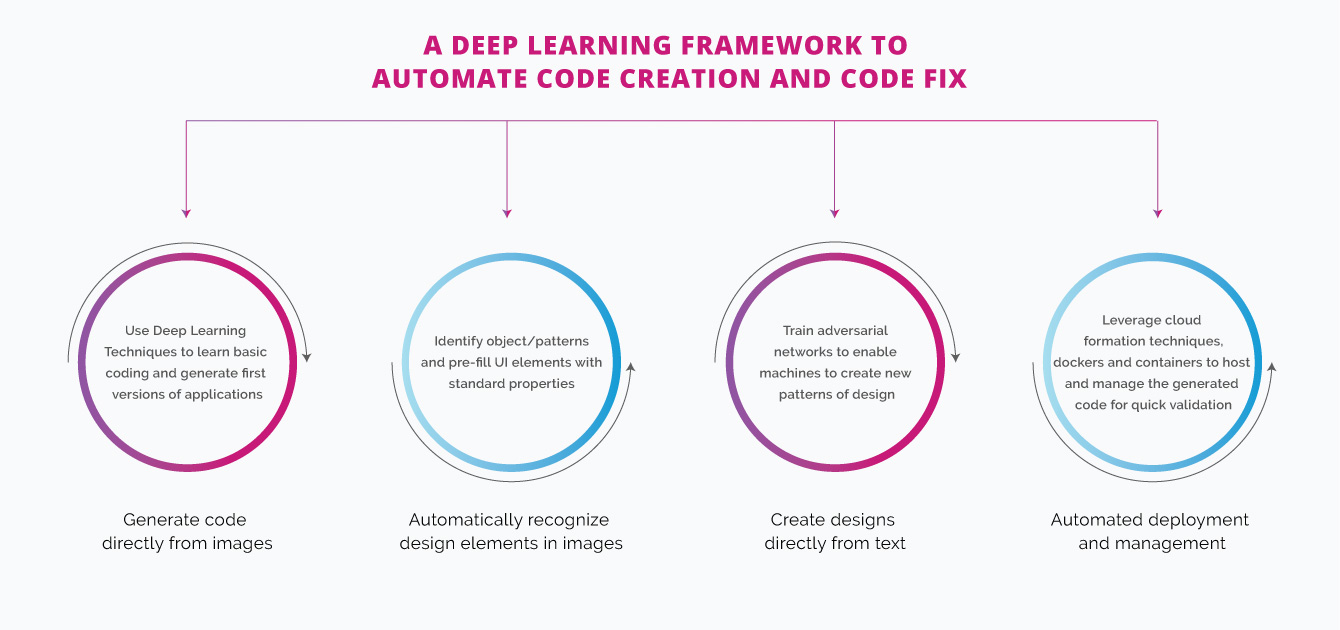 A DEEP LEARNING FRAMEWORK TO
AUTOMATE CODE CREATION AND CODE FIX
Use Deep Learning
Techniques to learn basic
coding and generate first
versions of applications
Generate code
directly from images
Identify object/patterns
and pre-fill UI elements with
standard properties
Automatically recognize
design elements in images
Train adversarial
networks to enable
machines to create new
patterns of design
Create designs
directly from text
Leverage cloud
formation techniques,
dockers and containers to host
and manage the generated
code for quick validation
Automated deployment
and management